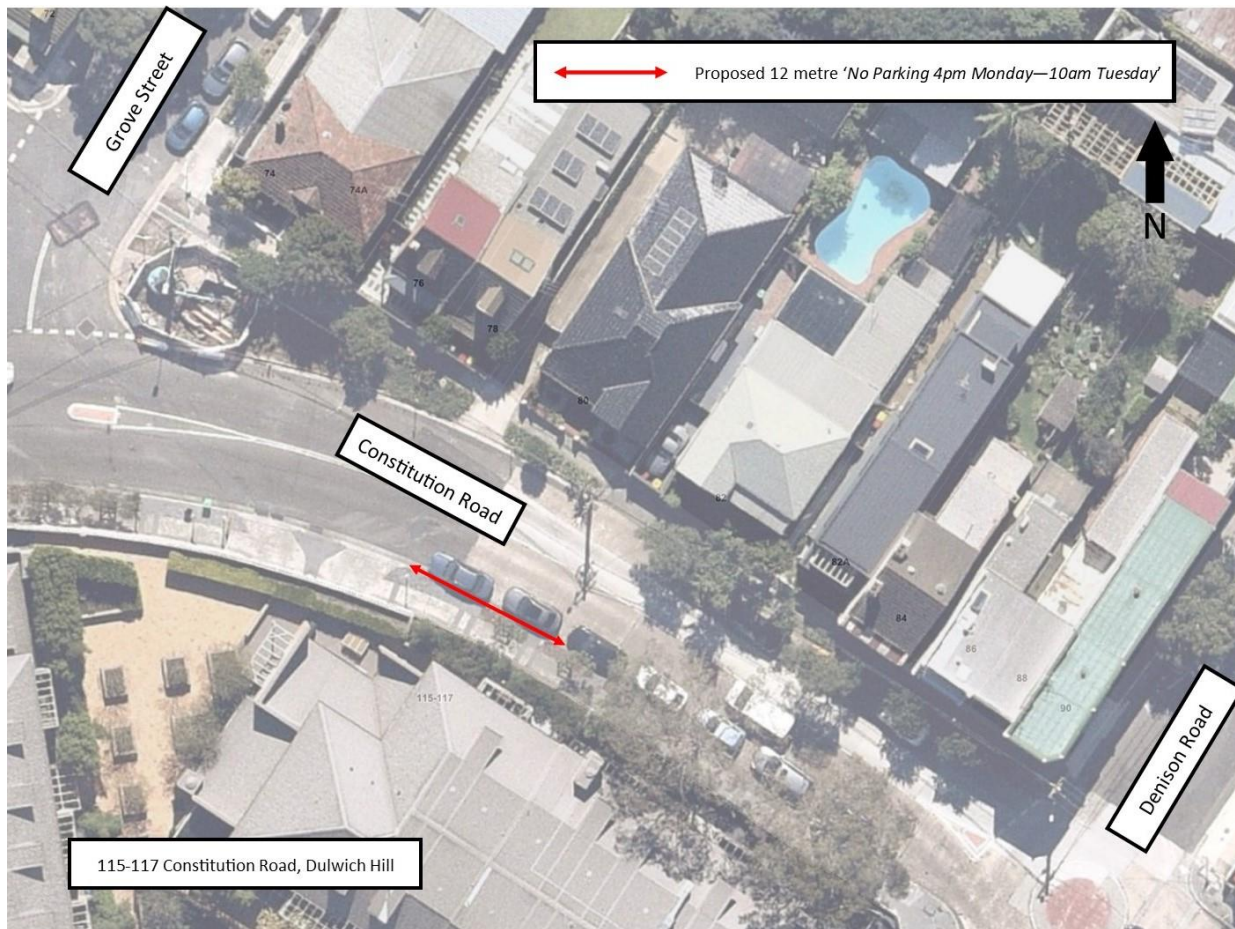 72
Grove Street
Proposed 12 metre ‘No Parking 4pm Monday—10am Tuesday’
N
74
74A
76
78
80
82
82A
84
86
88
90
Constitution Road
115-117
Denison Road
115-117 Constitution Road, Dulwich Hill